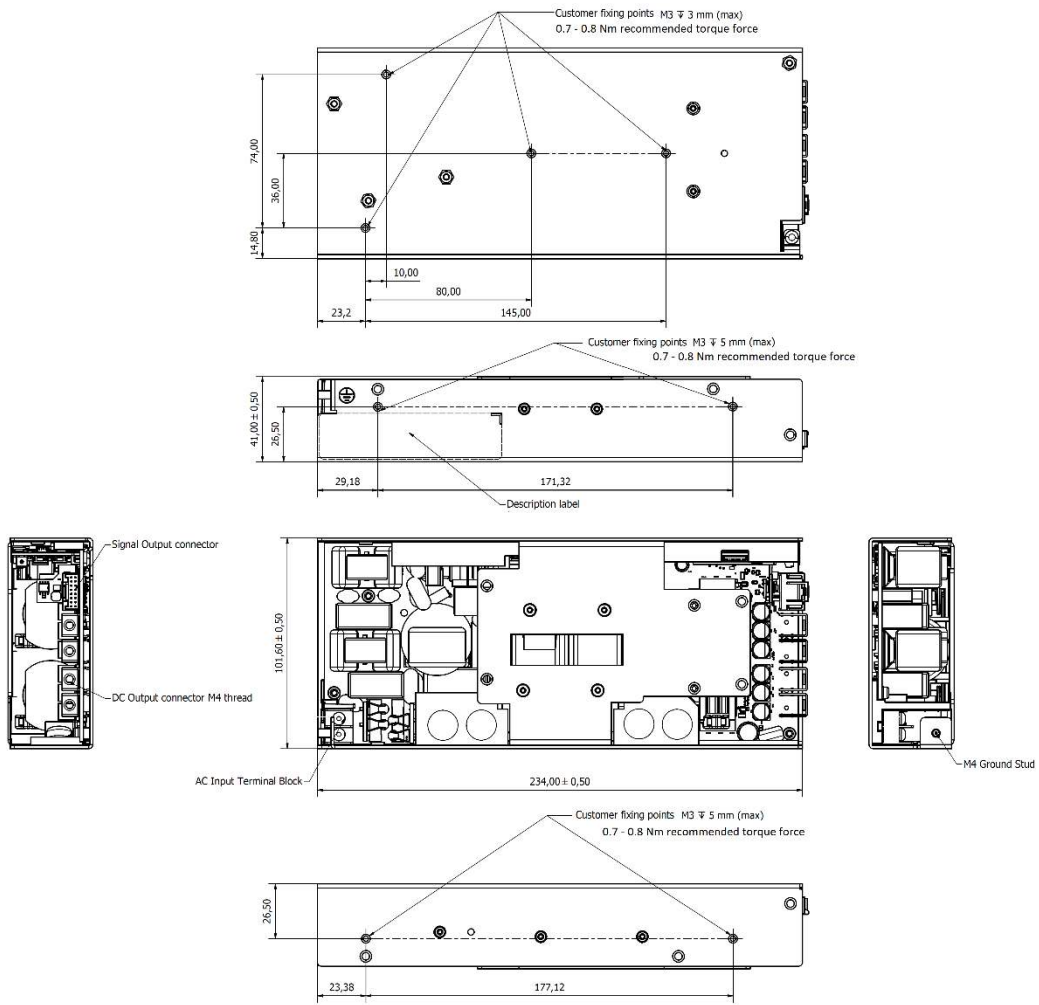 Customer fixing points M3 ↧ 3 mm (max)
0.7 - 0.8 Nm recommended torque force
74,00
36,00
14,80
10,00
80,00
23,2
145,00
Customer fixing points M3 ↧ 5 mm (max)
0.7 - 0.8 Nm recommended torque force
41,00 ± 0,50
26,50
29,18
171,32
Description label
Signal Output connector
101,60 ± 0,50
DC Output connector M4 thread
M4 Ground Stud
AC Input Terminal Block
234,00 ± 0,50
Customer fixing points M3 ↧ 5 mm (max)
0.7 - 0.8 Nm recommended torque force
26,50
23,38
177,12